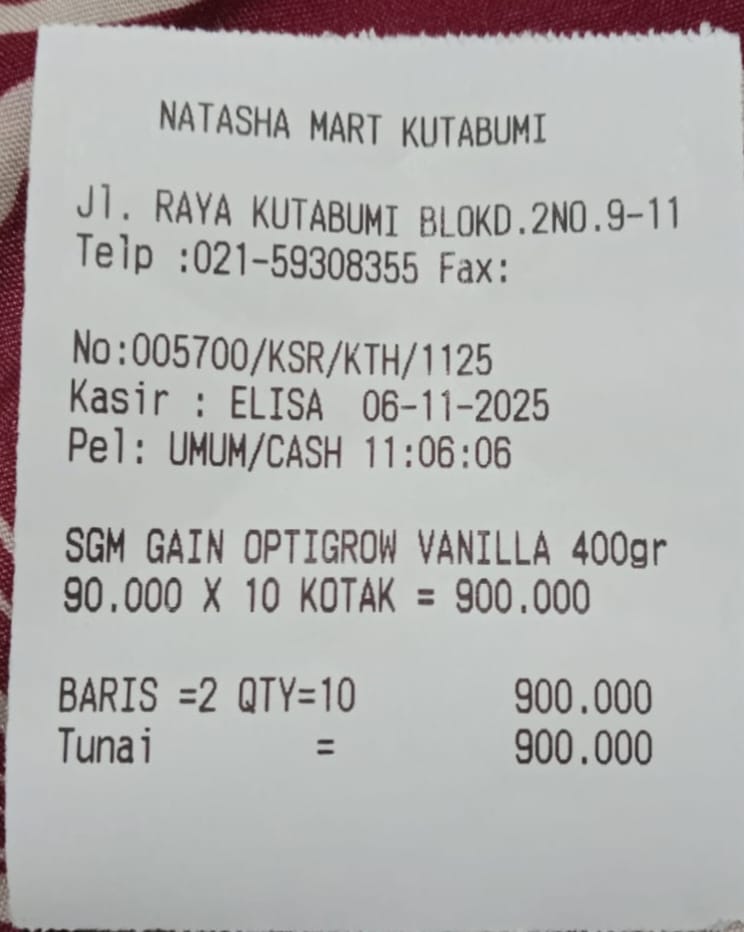 NATASHA MART KUTABUMI
Jl. RAYA KUTABUMI BLOKD.2NO.9-11
Telp :021-59308355 Fax:
No:005700/KSR/KTH/1125
Kasir : ELISA 06-11-2025
Pel: UMUM/CASH 11:06:06
SGM GAIN OPTIGROW VANILLA 400gr
90.000 X 10 KOTAK = 900.000
BARIS =2 QTY=10 900.000
Tunai = 900.000